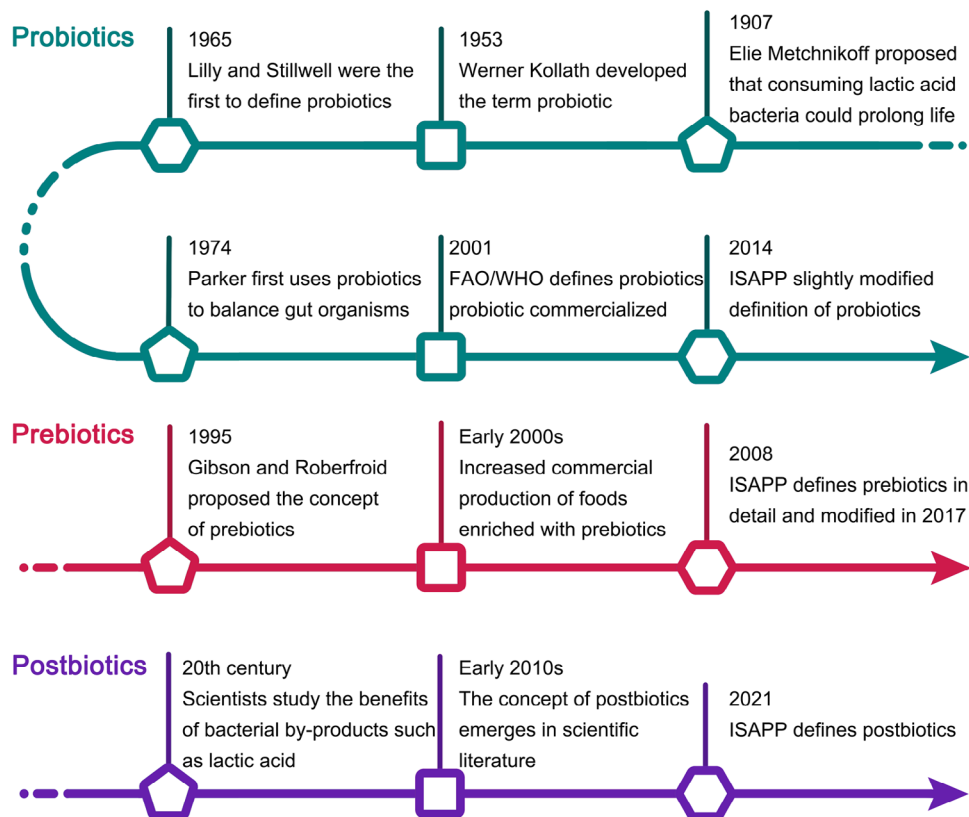 Probiotics
1965
Lilly and Stillwell were the
first to define probiotics
1953
Werner Kollath developed
the term probiotic
1907
Elie Metchnikoff proposed
that consuming lactic acid
bacteria could prolong life
1974
Parker first uses probiotics
to balance gut organisms
2001
FAO/WHO defines probiotics
probiotic commercialized
2014
ISAPP slightly modified
definition of probiotics
Prebiotics
1995
Gibson and Roberfroid
proposed the concept
of prebiotics
Early 2000s
Increased commercial
production of foods
enriched with prebiotics
2008
ISAPP defines prebiotics in
detail and modified in 2017
Postbiotics
20th century
Scientists study the benefits
of bacterial by-products such
as lactic acid
Early 2010s
The concept of postbiotics
emerges in scientific
literature
2021
ISAPP defines postbiotics